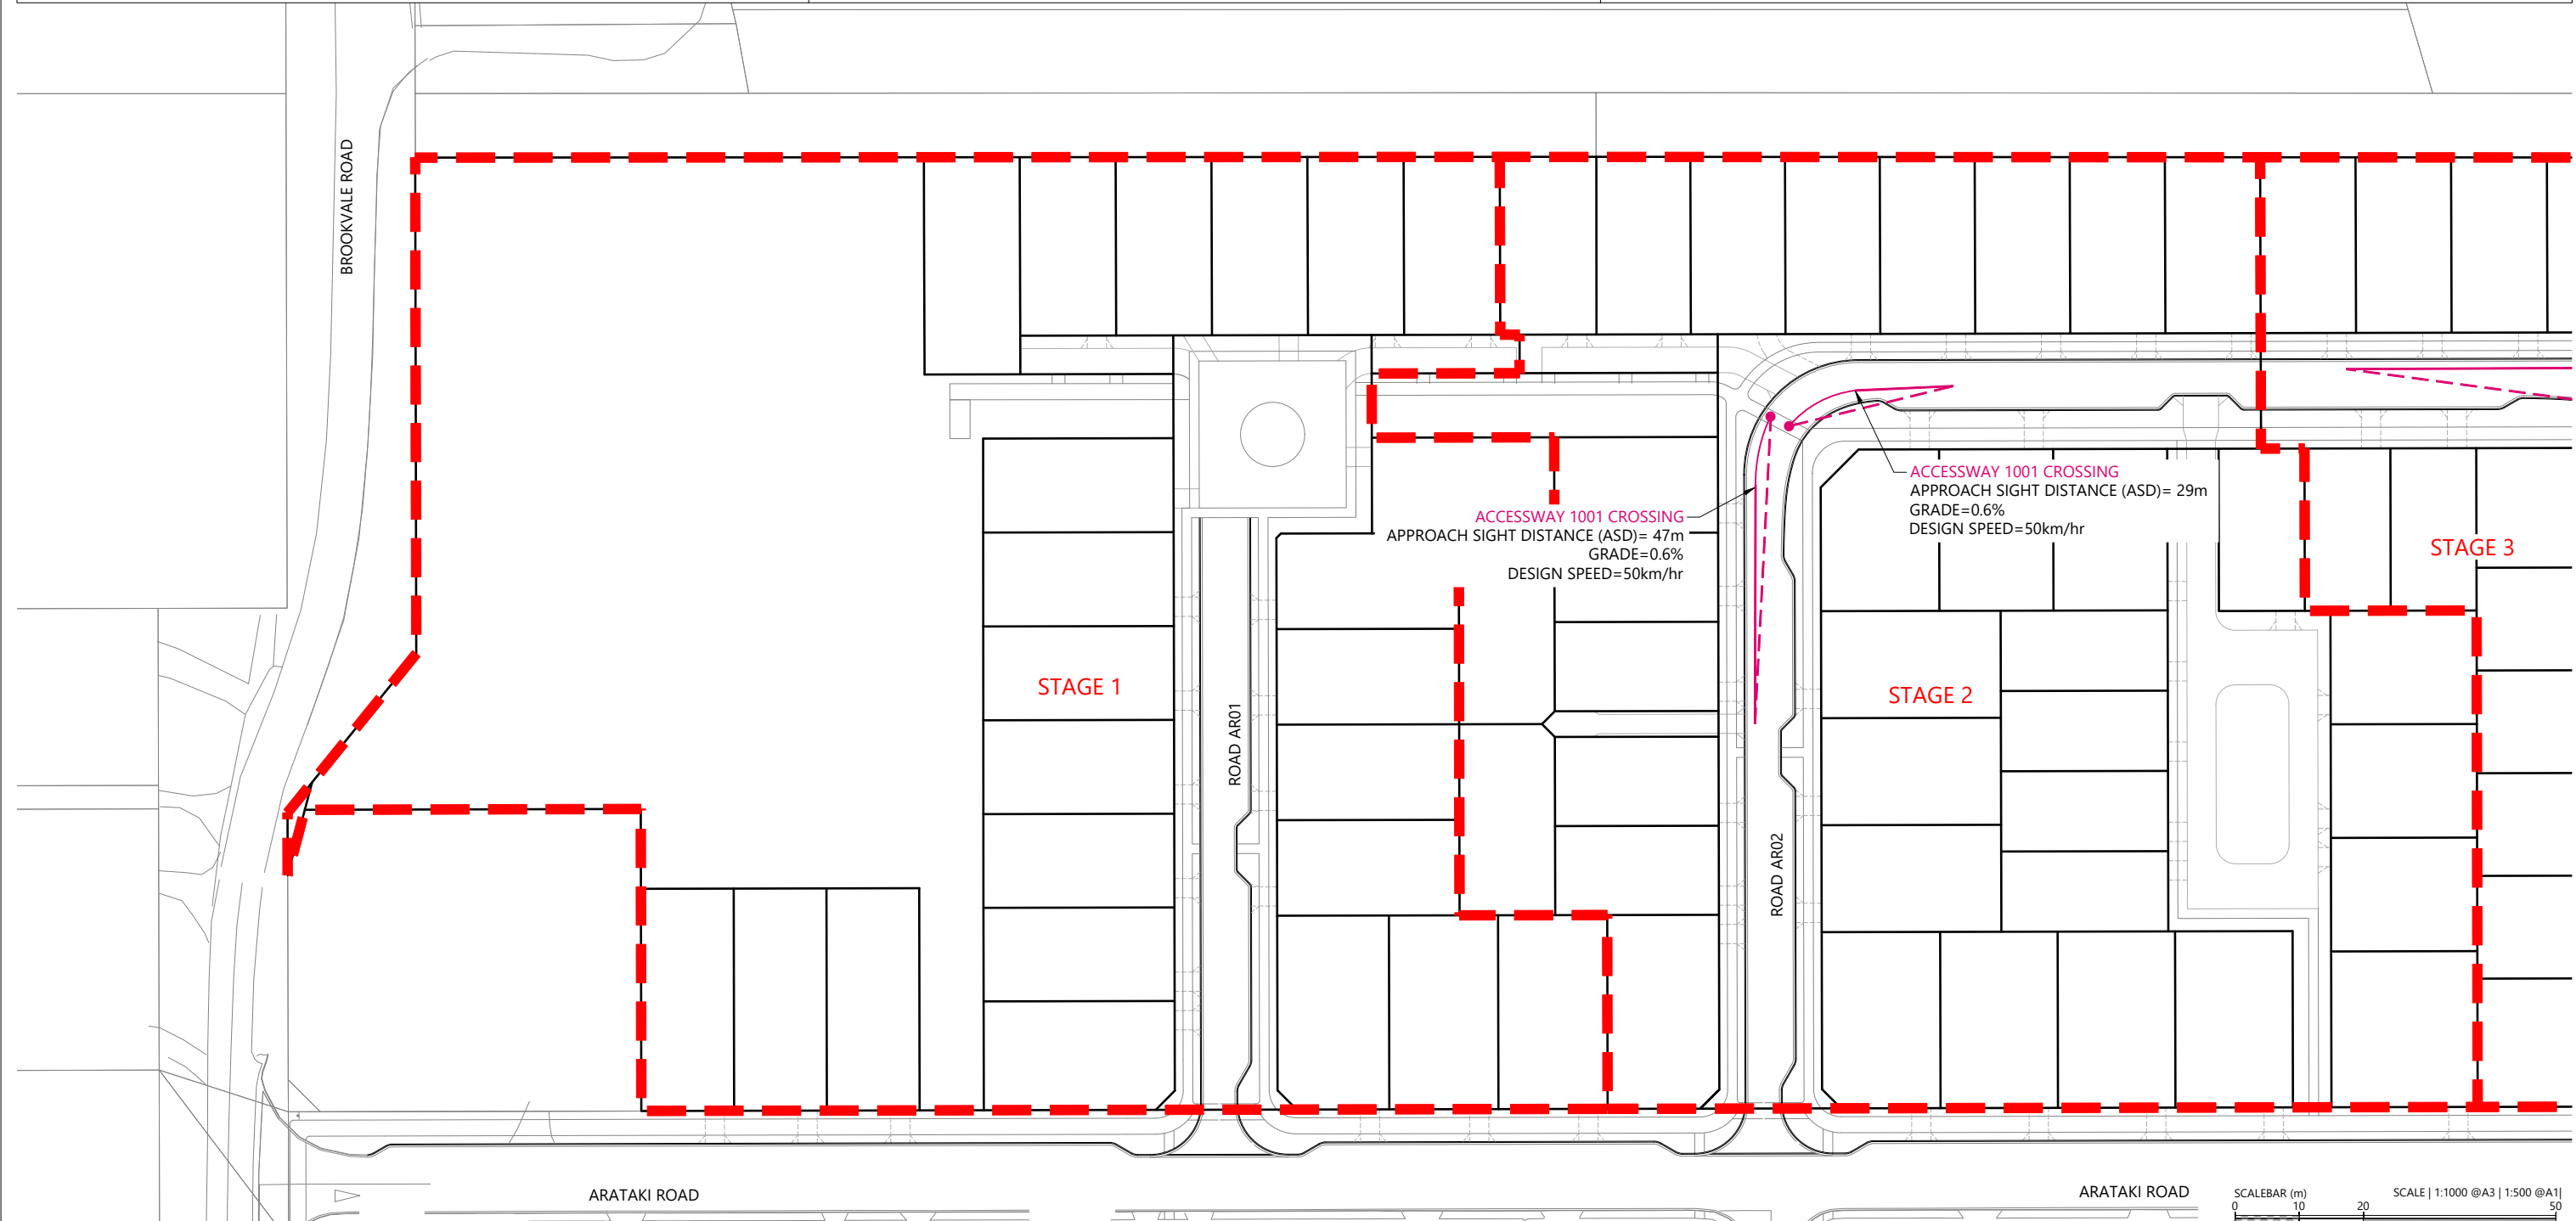 BROOKVALE ROAD
ACCESSWAY 1001 CROSSING
APPROACH SIGHT DISTANCE (ASD)= 29m
GRADE=0.6%
DESIGN SPEED=50km/hr
ACCESSWAY 1001 CROSSING
APPROACH SIGHT DISTANCE (ASD)= 47m
GRADE=0.6%
DESIGN SPEED=50km/hr
STAGE 3
STAGE 1
STAGE 2
ROAD AR01
ROAD AR02
ARATAKI ROAD
ARATAKI ROAD
SCALEBAR (m)
SCALE | 1:1000 @A3 | 1:500 @A1|
0 10 20 50